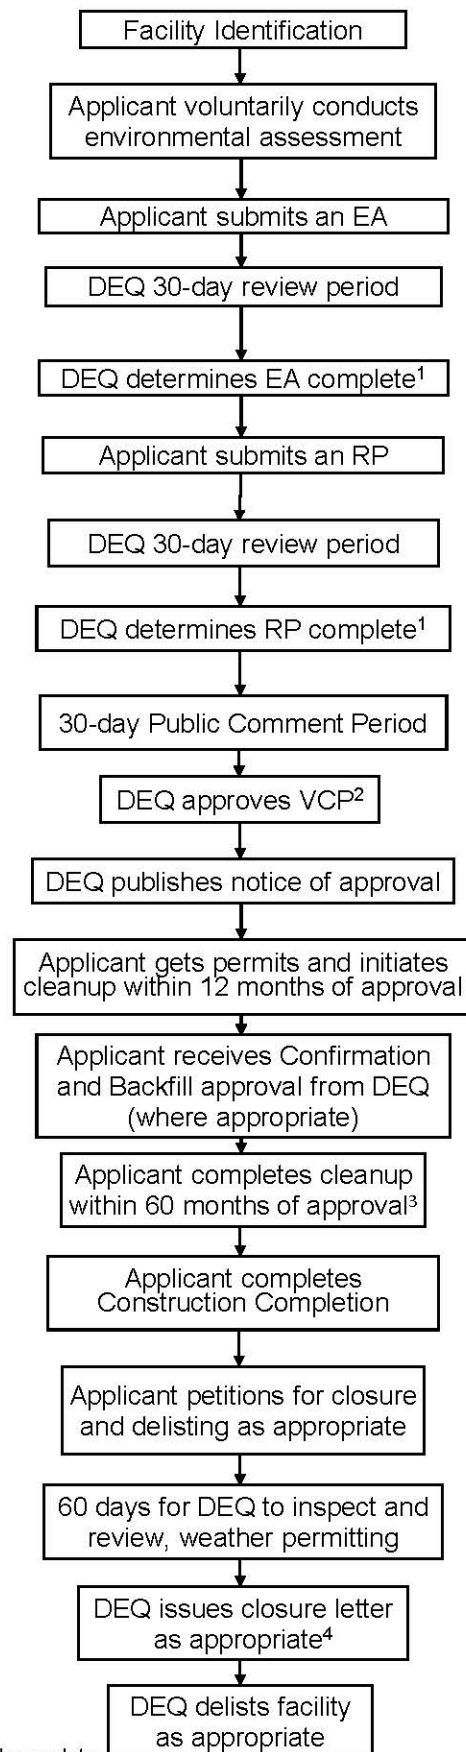 Facility Identification
Applicant voluntarily conducts
environmental assessment
Applicant submits an EA
DEQ 30-day review period
DEQ determines EA complete¹
Applicant submits an RP
DEQ 30-day review period
DEQ determines RP complete¹
30-day Public Comment Period
DEQ approves VCP²
DEQ publishes notice of approval
Applicant gets permits and initiates
cleanup within 12 months of approval
Applicant receives Confirmation
and Backfill approval from DEQ
(where appropriate)
Applicant completes cleanup
within 60 months of approval³
Applicant completes
Construction Completion
Applicant petitions for closure
and delisting as appropriate
60 days for DEQ to inspect and
review, weather permitting
DEQ issues closure letter
as appropriate⁴
DEQ delists facility
as appropriate